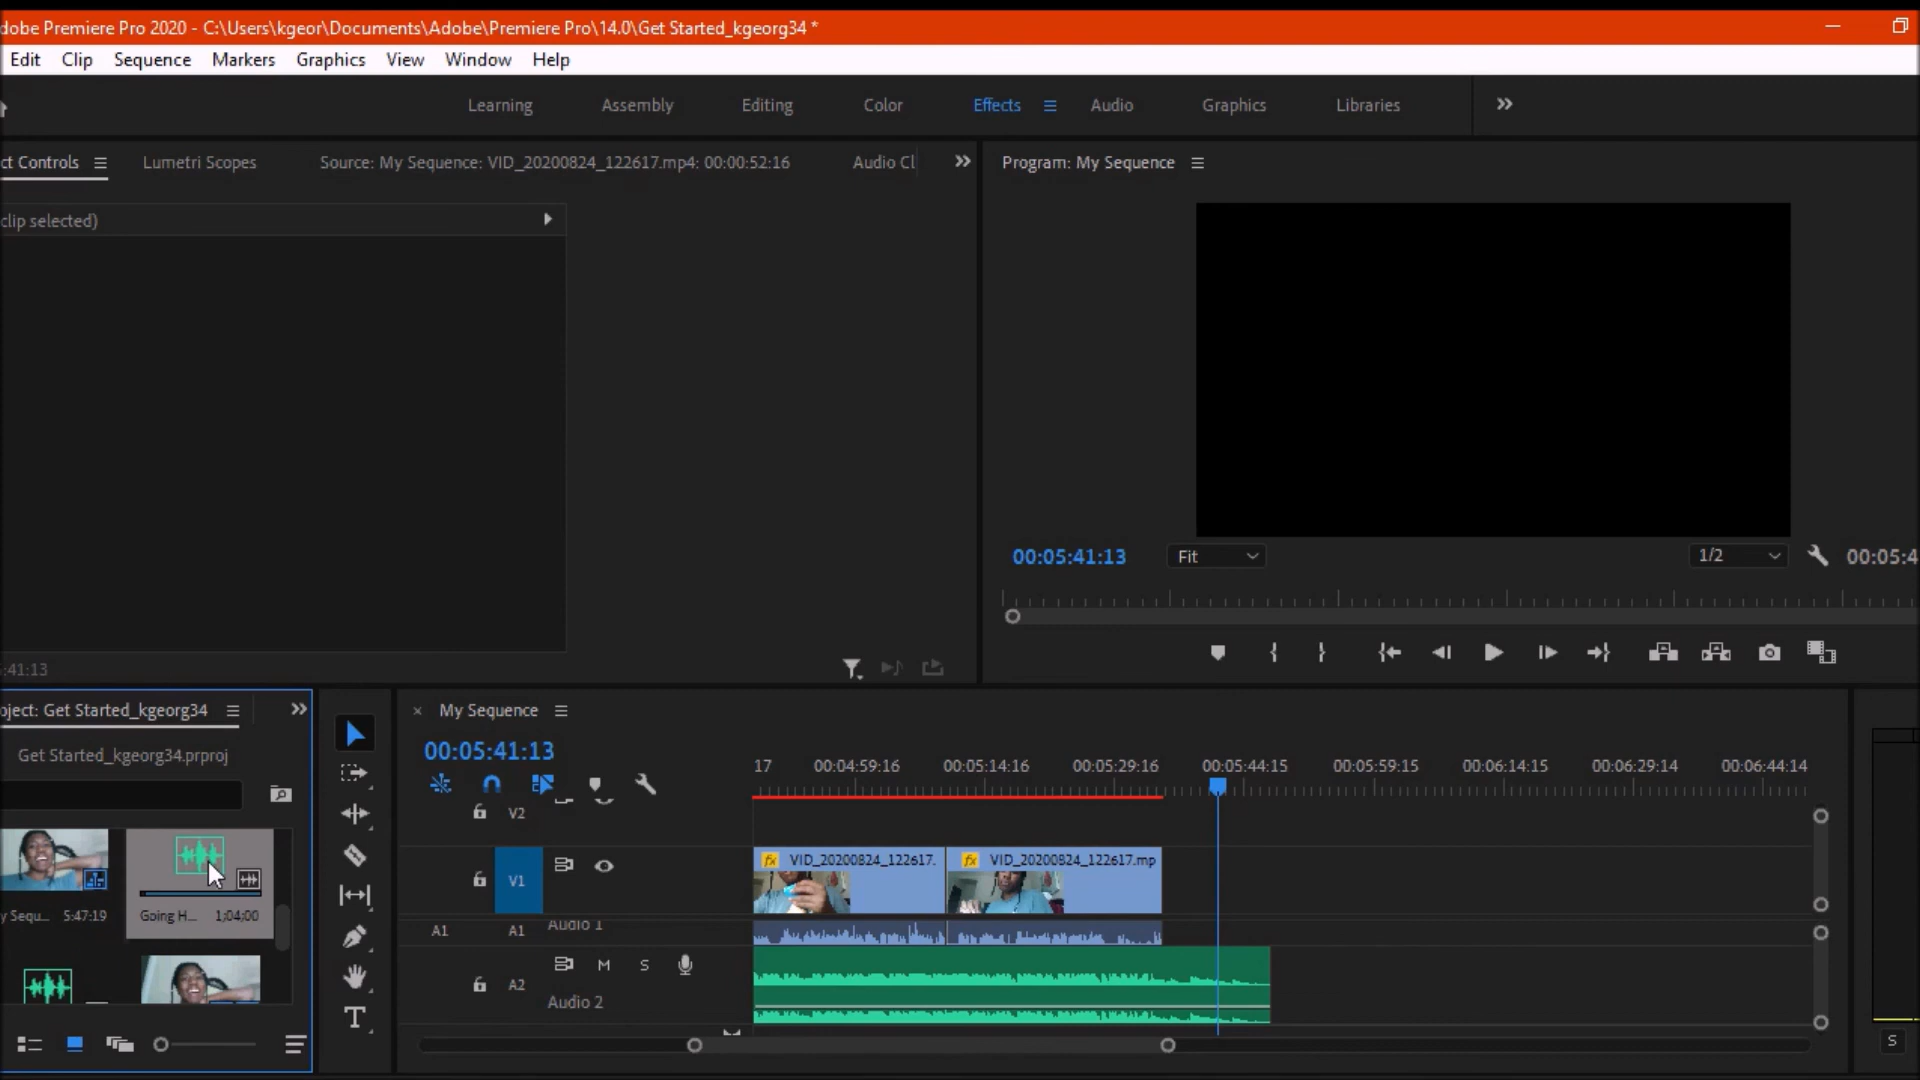 dobe Premiere Pro 2020 - C:\Users\kgeor\Documents\Adobe\Premiere Pro\14.0\Get Started_kgeorg34 *
Edit Clip Sequence Markers Graphics View Window Help
Learning Assembly Editing Color Effects Audio Graphics Libraries
ct Controls Lumetri Scopes Source: My Sequence: VID_20200824_122617.mp4: 00:00:52:16 Audio Cl
Program: My Sequence
clip selected)
00:05:41:13 Fit 1/2 00:05:4
:41:13
oject: Get Started_kgeorg34
Get Started_kgeorg34.prproj
y Sequ... 5:47:19 Going H... 1;04;00
My Sequence
00:05:41:13
17 00:04:59:16 00:05:14:16 00:05:29:16 00:05:44:15 00:05:59:15 00:06:14:15 00:06:29:14 00:06:44:14
V2
V1
fx VID_20200824_122617. fx VID_20200824_122617.mp
A1 A1 Audio 1
A2 M S
Audio 2
T
S